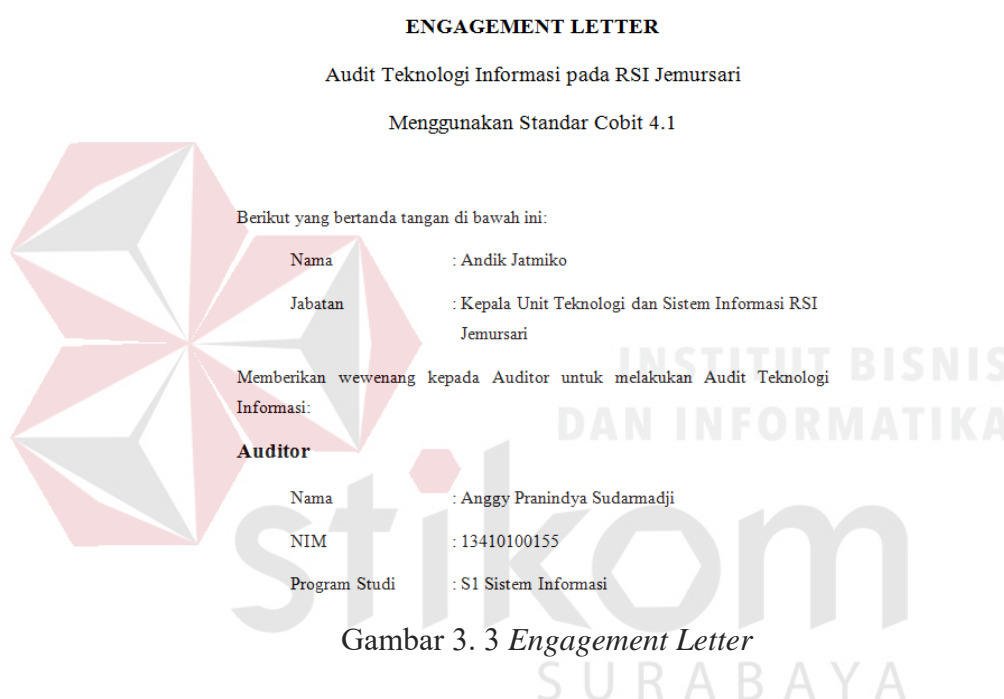 ENGAGEMENT LETTER
Audit Teknologi Informasi pada RSI Jemursari
Menggunakan Standar Cobit 4.1
Berikut yang bertanda tangan di bawah ini:
Nama : Andik Jatmiko
Jabatan : Kepala Unit Teknologi dan Sistem Informasi RSI
Jemursari
Memberikan wewenang kepada Auditor untuk melakukan Audit Teknologi
Informasi:
Auditor
Nama : Anggy Pranindya Sudarmadji
NIM : 13410100155
Program Studi : S1 Sistem Informasi
Gambar 3. 3 Engagement Letter
INSTITUT BISNIS
DAN INFORMATIKA
stikom
SURABAYA